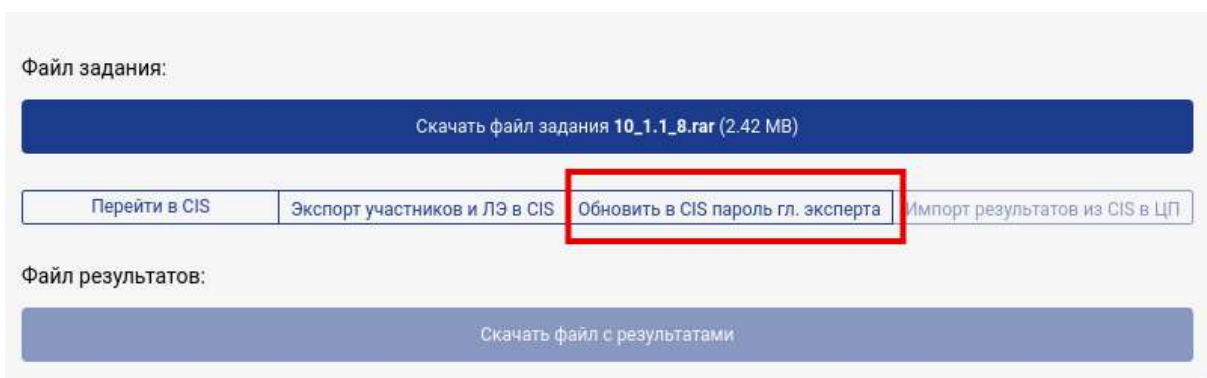 Файл задания:
Скачать файл задания 10_1.1_8.rar (2.42 MB)
Перейти в CIS Экспорт участников и ЛЭ в CIS Обновить в CIS пароль гл. эксперта Импорт результатов из CIS в ЦП
Файл результатов:
Скачать файл с результатами